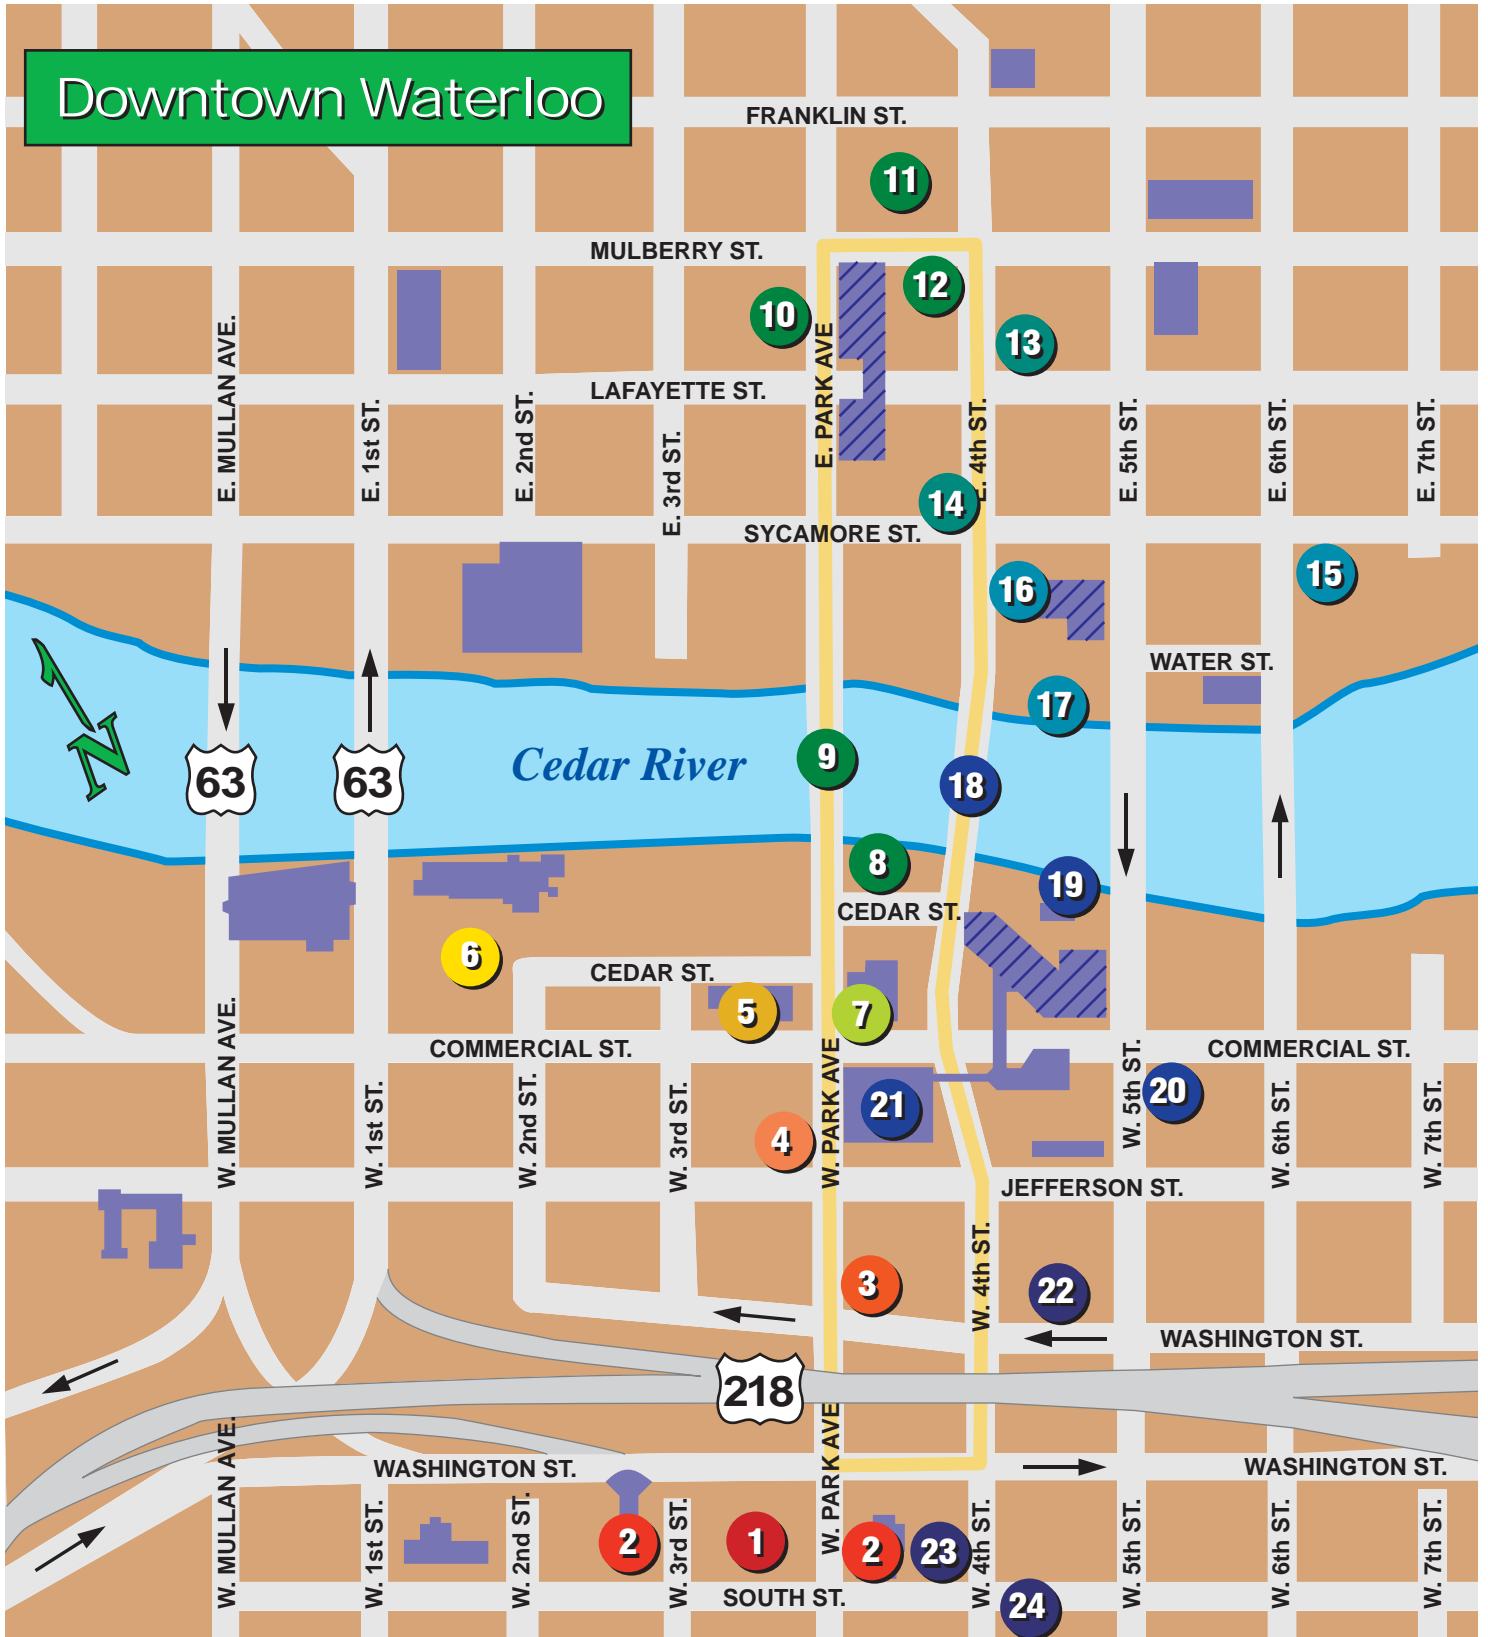 Downtown Waterloo
FRANKLIN ST.
11
MULBERRY ST.
12
10
13
E. MULLAN AVE.
E. 1st ST.
E. 2nd ST.
E. 3rd ST.
E. PARK AVE
E. 4th ST.
E. 5th ST.
E. 6th ST.
E. 7th ST.
LAFAYETTE ST.
14
SYCAMORE ST.
15
16
WATER ST.
17
N
63
63
Cedar River
9
18
8
19
CEDAR ST.
6
CEDAR ST.
5
7
COMMERCIAL ST.
COMMERCIAL ST.
W. MULLAN AVE.
W. 1st ST.
W. 2nd ST.
W. 3rd ST.
W. PARK AVE
W. 5th ST.
W. 6th ST.
W. 7th ST.
20
21
4
JEFFERSON ST.
W. 4th ST.
3
22
WASHINGTON ST.
218
WASHINGTON ST.
WASHINGTON ST.
W. MULLAN AVE.
W. 1st ST.
W. 2nd ST.
W. 3rd ST.
W. PARK AVE
W. 4th ST.
W. 5th ST.
W. 6th ST.
W. 7th ST.
2
1
2
23
SOUTH ST.
24